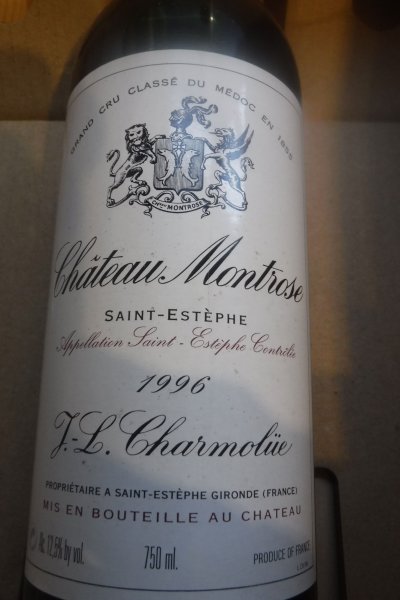 GRAND CRU CLASSÉ DU MÉDOC EN 1855
MONTROSE
Château Montrose
SAINT-ESTÈPHE
Appellation Saint-Estèphe Contrôlée
1996
J.-L. Charmolüe
PROPRIÉTAIRE A SAINT-ESTÈPHE GIRONDE (FRANCE)
MIS EN BOUTEILLE AU CHATEAU
Alc 12,5% by vol.
750 ml.
PRODUCE OF FRANCE